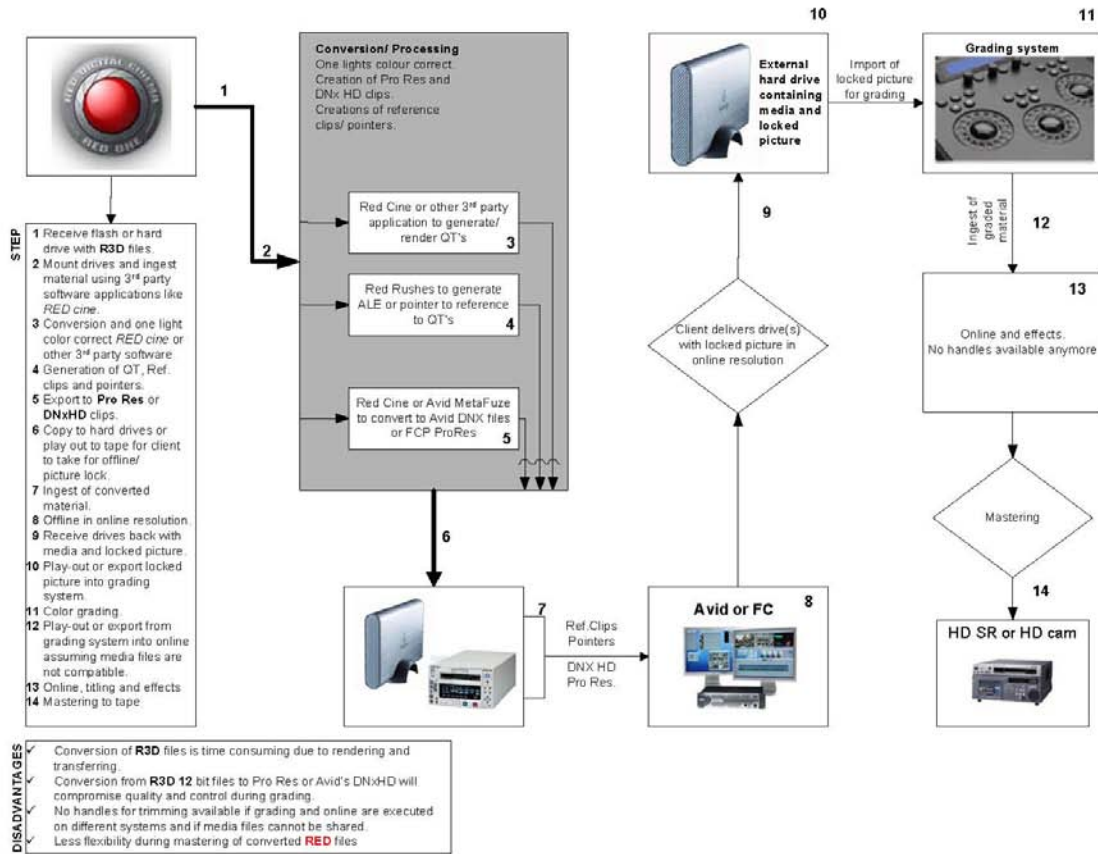 RED DIGITAL CINEMA
RED ONE
1
STEP
1 Receive flash or hard
drive with R3D files.
2 Mount drives and ingest
material using 3rd party
software applications like
RED cine.
3 Conversion and one light
color correct RED cine or
other 3rd party software
4 Generation of QT, Ref.
clips and pointers.
5 Export to Pro Res or
DNxHD clips.
6 Copy to hard drives or
play out to tape for client
to take for offline/
picture lock.
7 Ingest of converted
material.
8 Offline in online resolution.
9 Receive drives back with
media and locked picture.
10 Play-out or export locked
picture into grading
system.
11 Color grading.
12 Play-out or export from
grading system into online
assuming media files are
not compatible.
13 Online, titling and effects
14 Mastering to tape
2
Conversion/ Processing
One lights colour correct.
Creation of Pro Res and
DNx HD clips.
Creations of reference
clips/ pointers.
Red Cine or other 3rd party
application to generate/
render QT's
3
Red Rushes to generate
ALE or pointer to reference
to QT's
4
Red Cine or Avid MetaFuze
to convert to Avid DNX files
or FCP ProRes
5
6
7
Ref.Clips
Pointers
DNX HD
Pro Res.
Avid or FC
8
Client delivers drive(s)
with locked picture in
online resolution
9
10
External
hard drive
containing
media and
locked
picture
Import of
locked picture
for grading
11
Grading system
Ingest of
graded
material
12
13
Online and effects.
No handles available anymore
Mastering
14
HD SR or HD cam
DISADVANTAGES
✓ Conversion of R3D files is time consuming due to rendering and
transferring.
✓ Conversion from R3D 12 bit files to Pro Res or Avid's DNxHD will
compromise quality and control during grading.
✓ No handles for trimming available if grading and online are executed
on different systems and if media files cannot be shared.
✓ Less flexibility during mastering of converted RED files